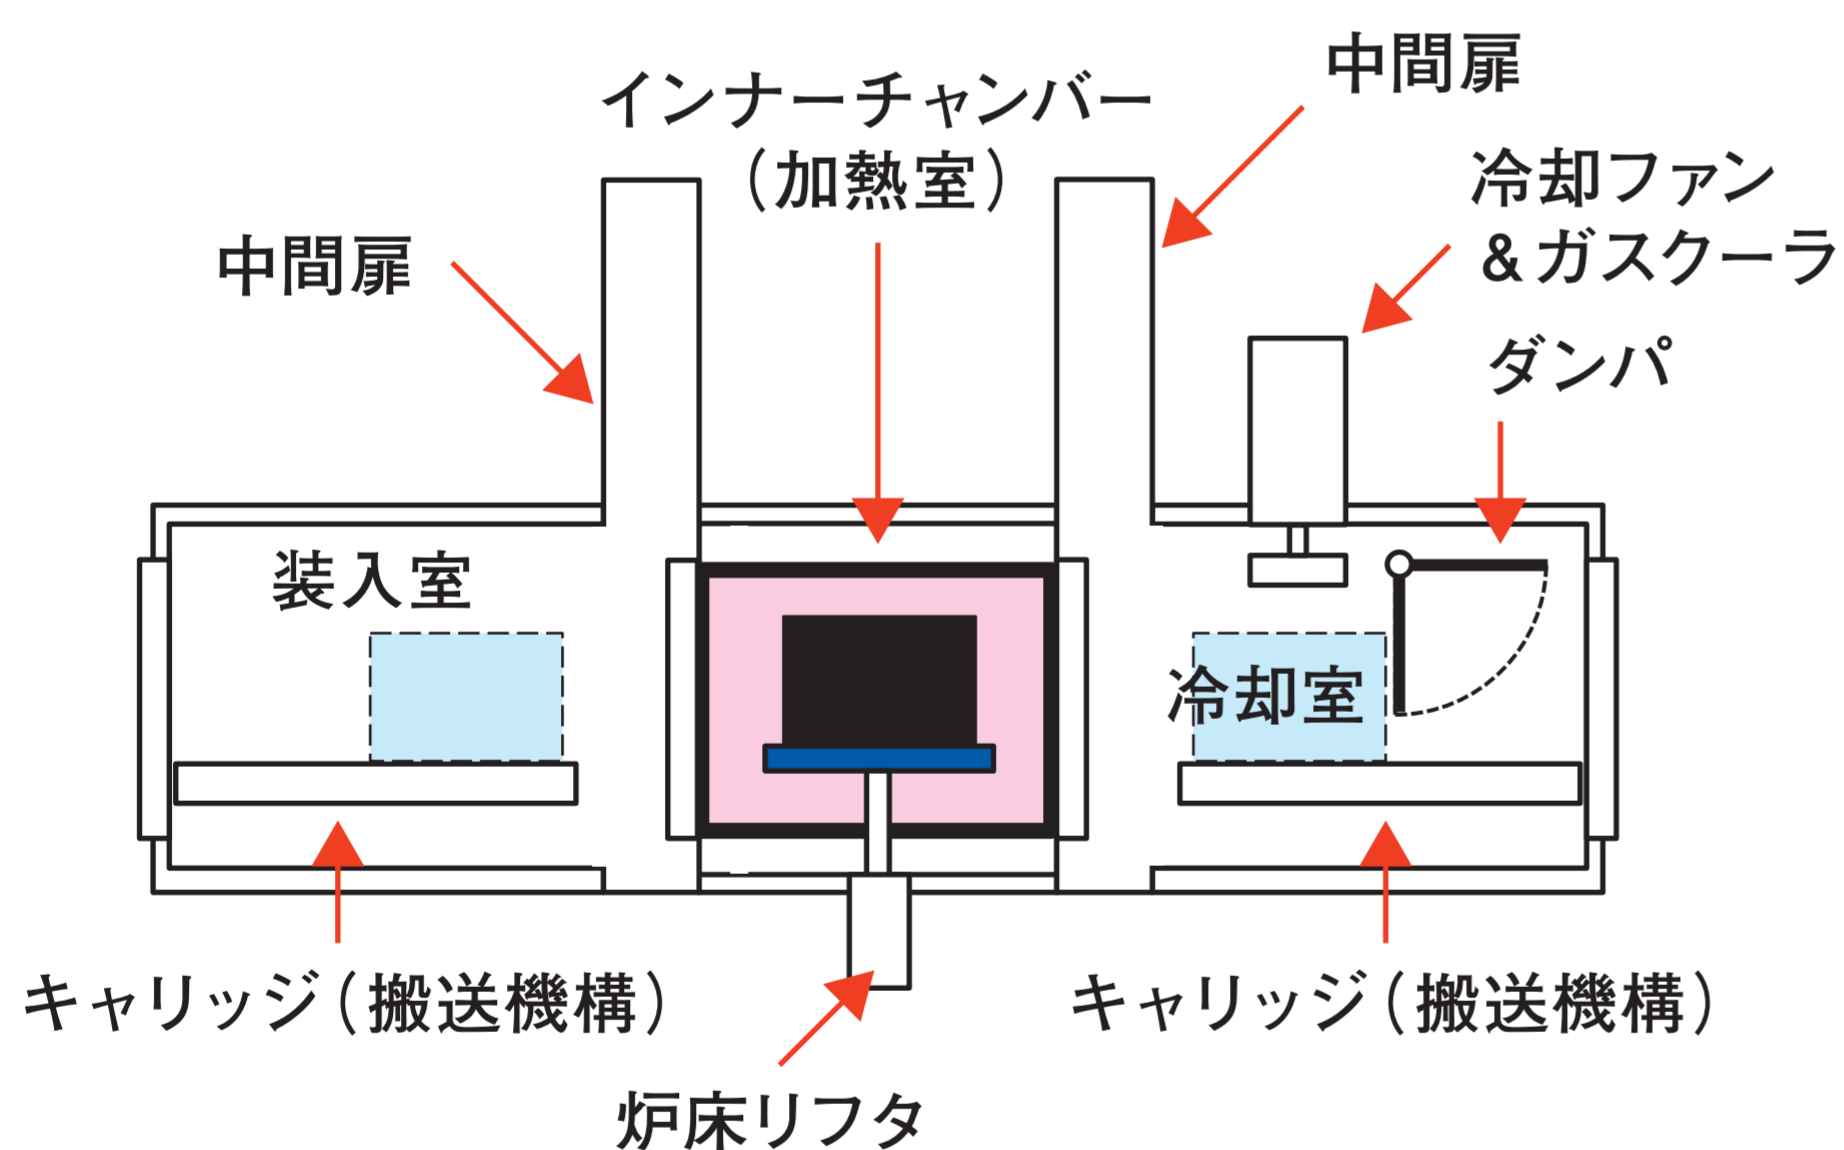 中間扉
インナーチャンバー
（加熱室）
中間扉
冷却ファン
&ガスクーラ
ダンパ
装入室
冷却室
キャリッジ（搬送機構）
キャリッジ（搬送機構）
炉床リフタ